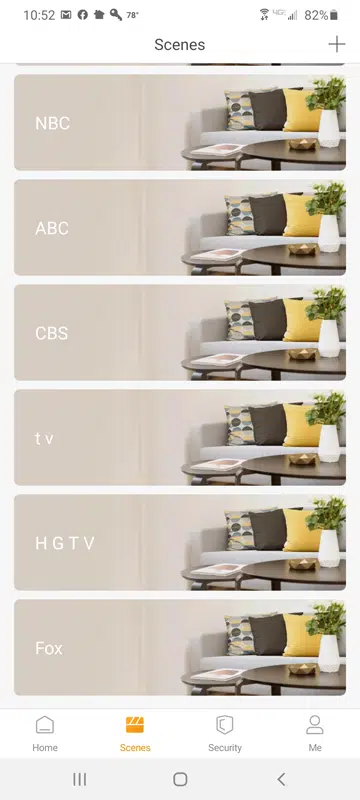 10:52 78° 4G 82%
Scenes
NBC
ABC
CBS
t v
H G T V
Fox
Home Scenes Security Me